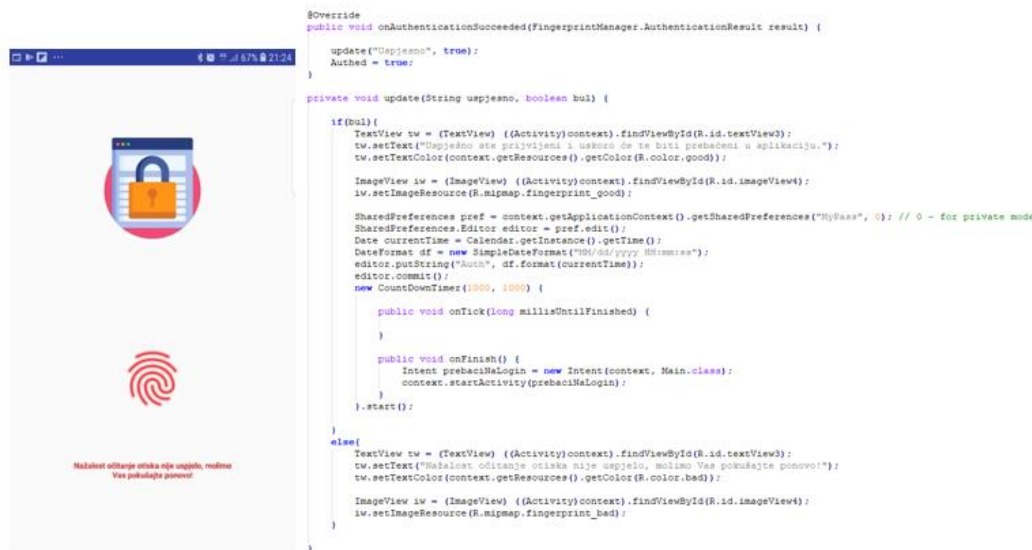 67% 21:24
Nažalost očitanje otiska nije uspjelo, molimo
Vas pokušajte ponovo!
@Override
public void onAuthenticationSucceeded(FingerprintManager.AuthenticationResult result) {
update("Uspjesno", true);
Authed = true;
}
private void update(String uspjesno, boolean bul) {
if(bul){
TextView tw = (TextView) ((Activity)context).findViewById(R.id.textView3);
tw.setText("Uspješno ste prijvljeni i uskoro će te biti prebačeni u aplikaciju.");
tw.setTextColor(context.getResources().getColor(R.color.good));
ImageView iw = (ImageView) ((Activity)context).findViewById(R.id.imageView4);
iw.setImageResource(R.mipmap.fingerprint_good);
SharedPreferences pref = context.getApplicationContext().getSharedPreferences("MyPass", 0); // 0 - for private mode
SharedPreferences.Editor editor = pref.edit();
Date currentTime = Calendar.getInstance().getTime();
DateFormat df = new SimpleDateFormat("MM/dd/yyyy HH:mm:ss");
editor.putString("Auth", df.format(currentTime));
editor.commit();
new CountDownTimer(1000, 1000) {
public void onTick(long millisUntilFinished) {
}
public void onFinish() {
Intent prebaciNaLogin = new Intent(context, Main.class);
context.startActivity(prebaciNaLogin);
}
}.start();
}
else{
TextView tw = (TextView) ((Activity)context).findViewById(R.id.textView3);
tw.setText("Nažalost očitanje otiska nije uspjelo, molimo Vas pokušajte ponovo!");
tw.setTextColor(context.getResources().getColor(R.color.bad));
ImageView iw = (ImageView) ((Activity)context).findViewById(R.id.imageView4);
iw.setImageResource(R.mipmap.fingerprint_bad);
}
}